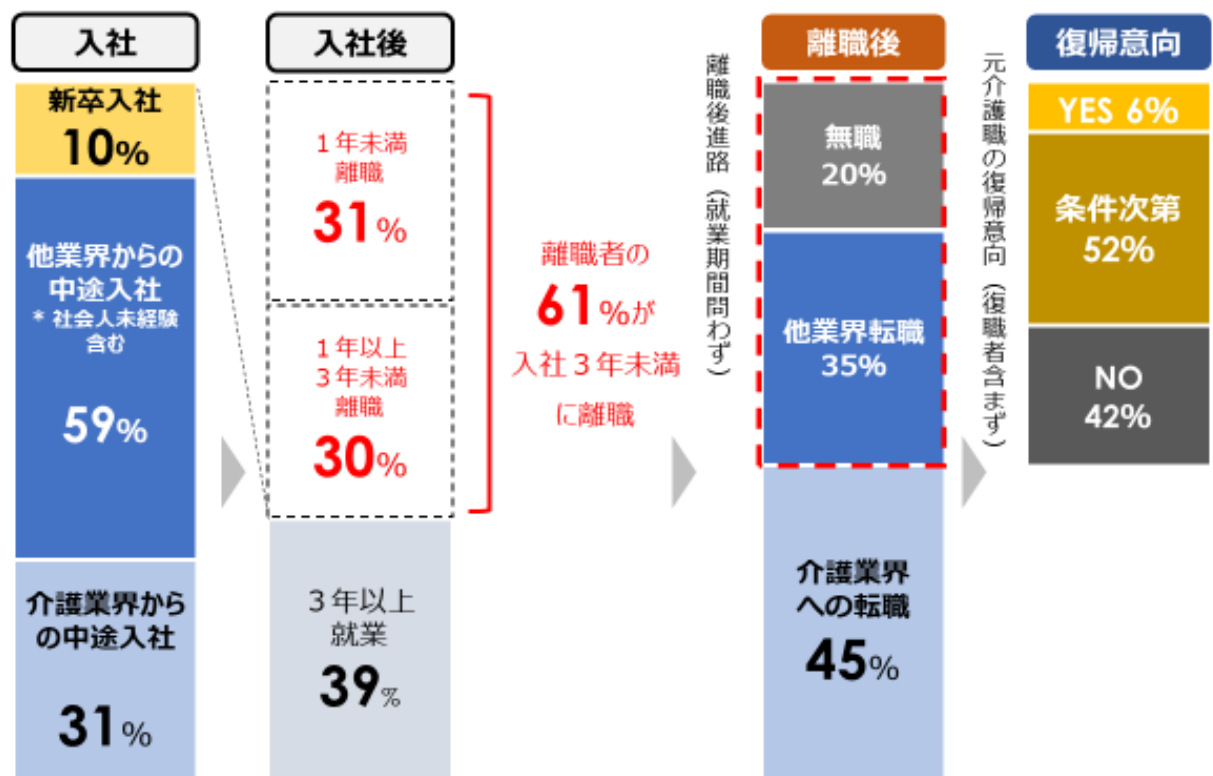 入社
新卒入社
10%
他業界からの
中途入社
* 社会人未経験
含む
59%
介護業界から
の中途入社
31%
入社後
1年未満
離職
31%
1年以上
3年未満
離職
30%
3年以上
就業
39%
離職者の
61%が
入社3年未満
に離職
離職後進路(就業期間問わず)
離職後
無職
20%
他業界転職
35%
介護業界
への転職
45%
元介護職の復帰意向(復職者含まず)
復帰意向
YES 6%
条件次第
52%
NO
42%